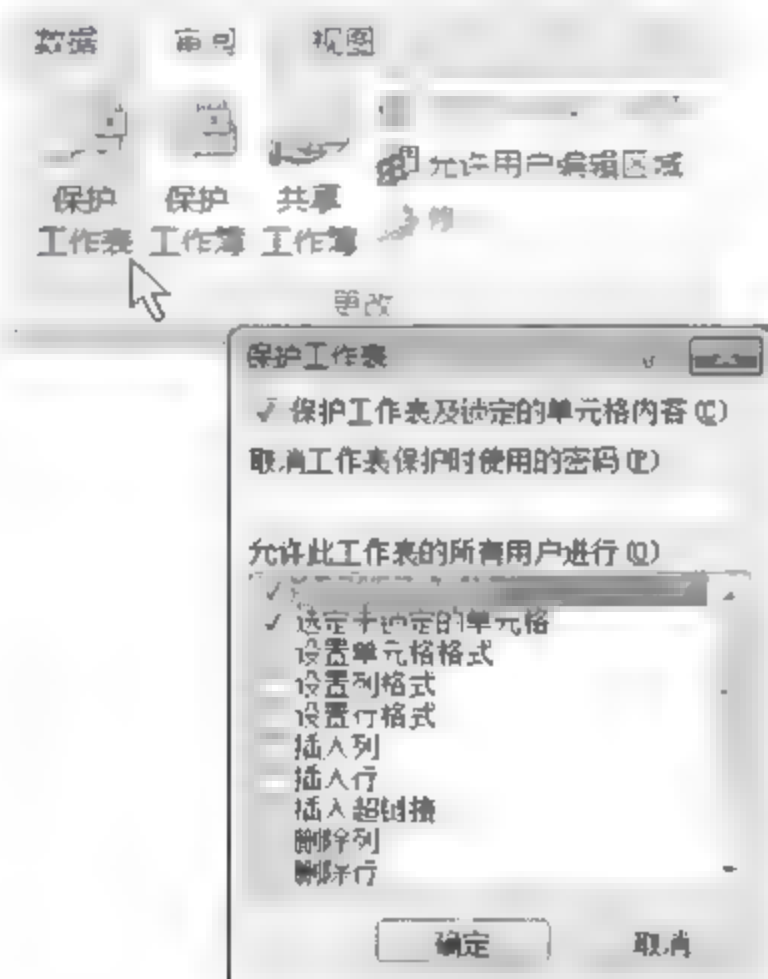 数据 审阅 视图
允许用户编辑区域
保护 保护 共享
工作表 工作簿 工作簿
更改
保护工作表
保护工作表及锁定的单元格内容(C)
取消工作表保护时使用的密码(P)
允许此工作表的所有用户进行(O)
选定未锁定的单元格
设置单元格格式
设置列格式
设置行格式
插入列
插入行
插入超链接
删除列
删除行
确定 取消